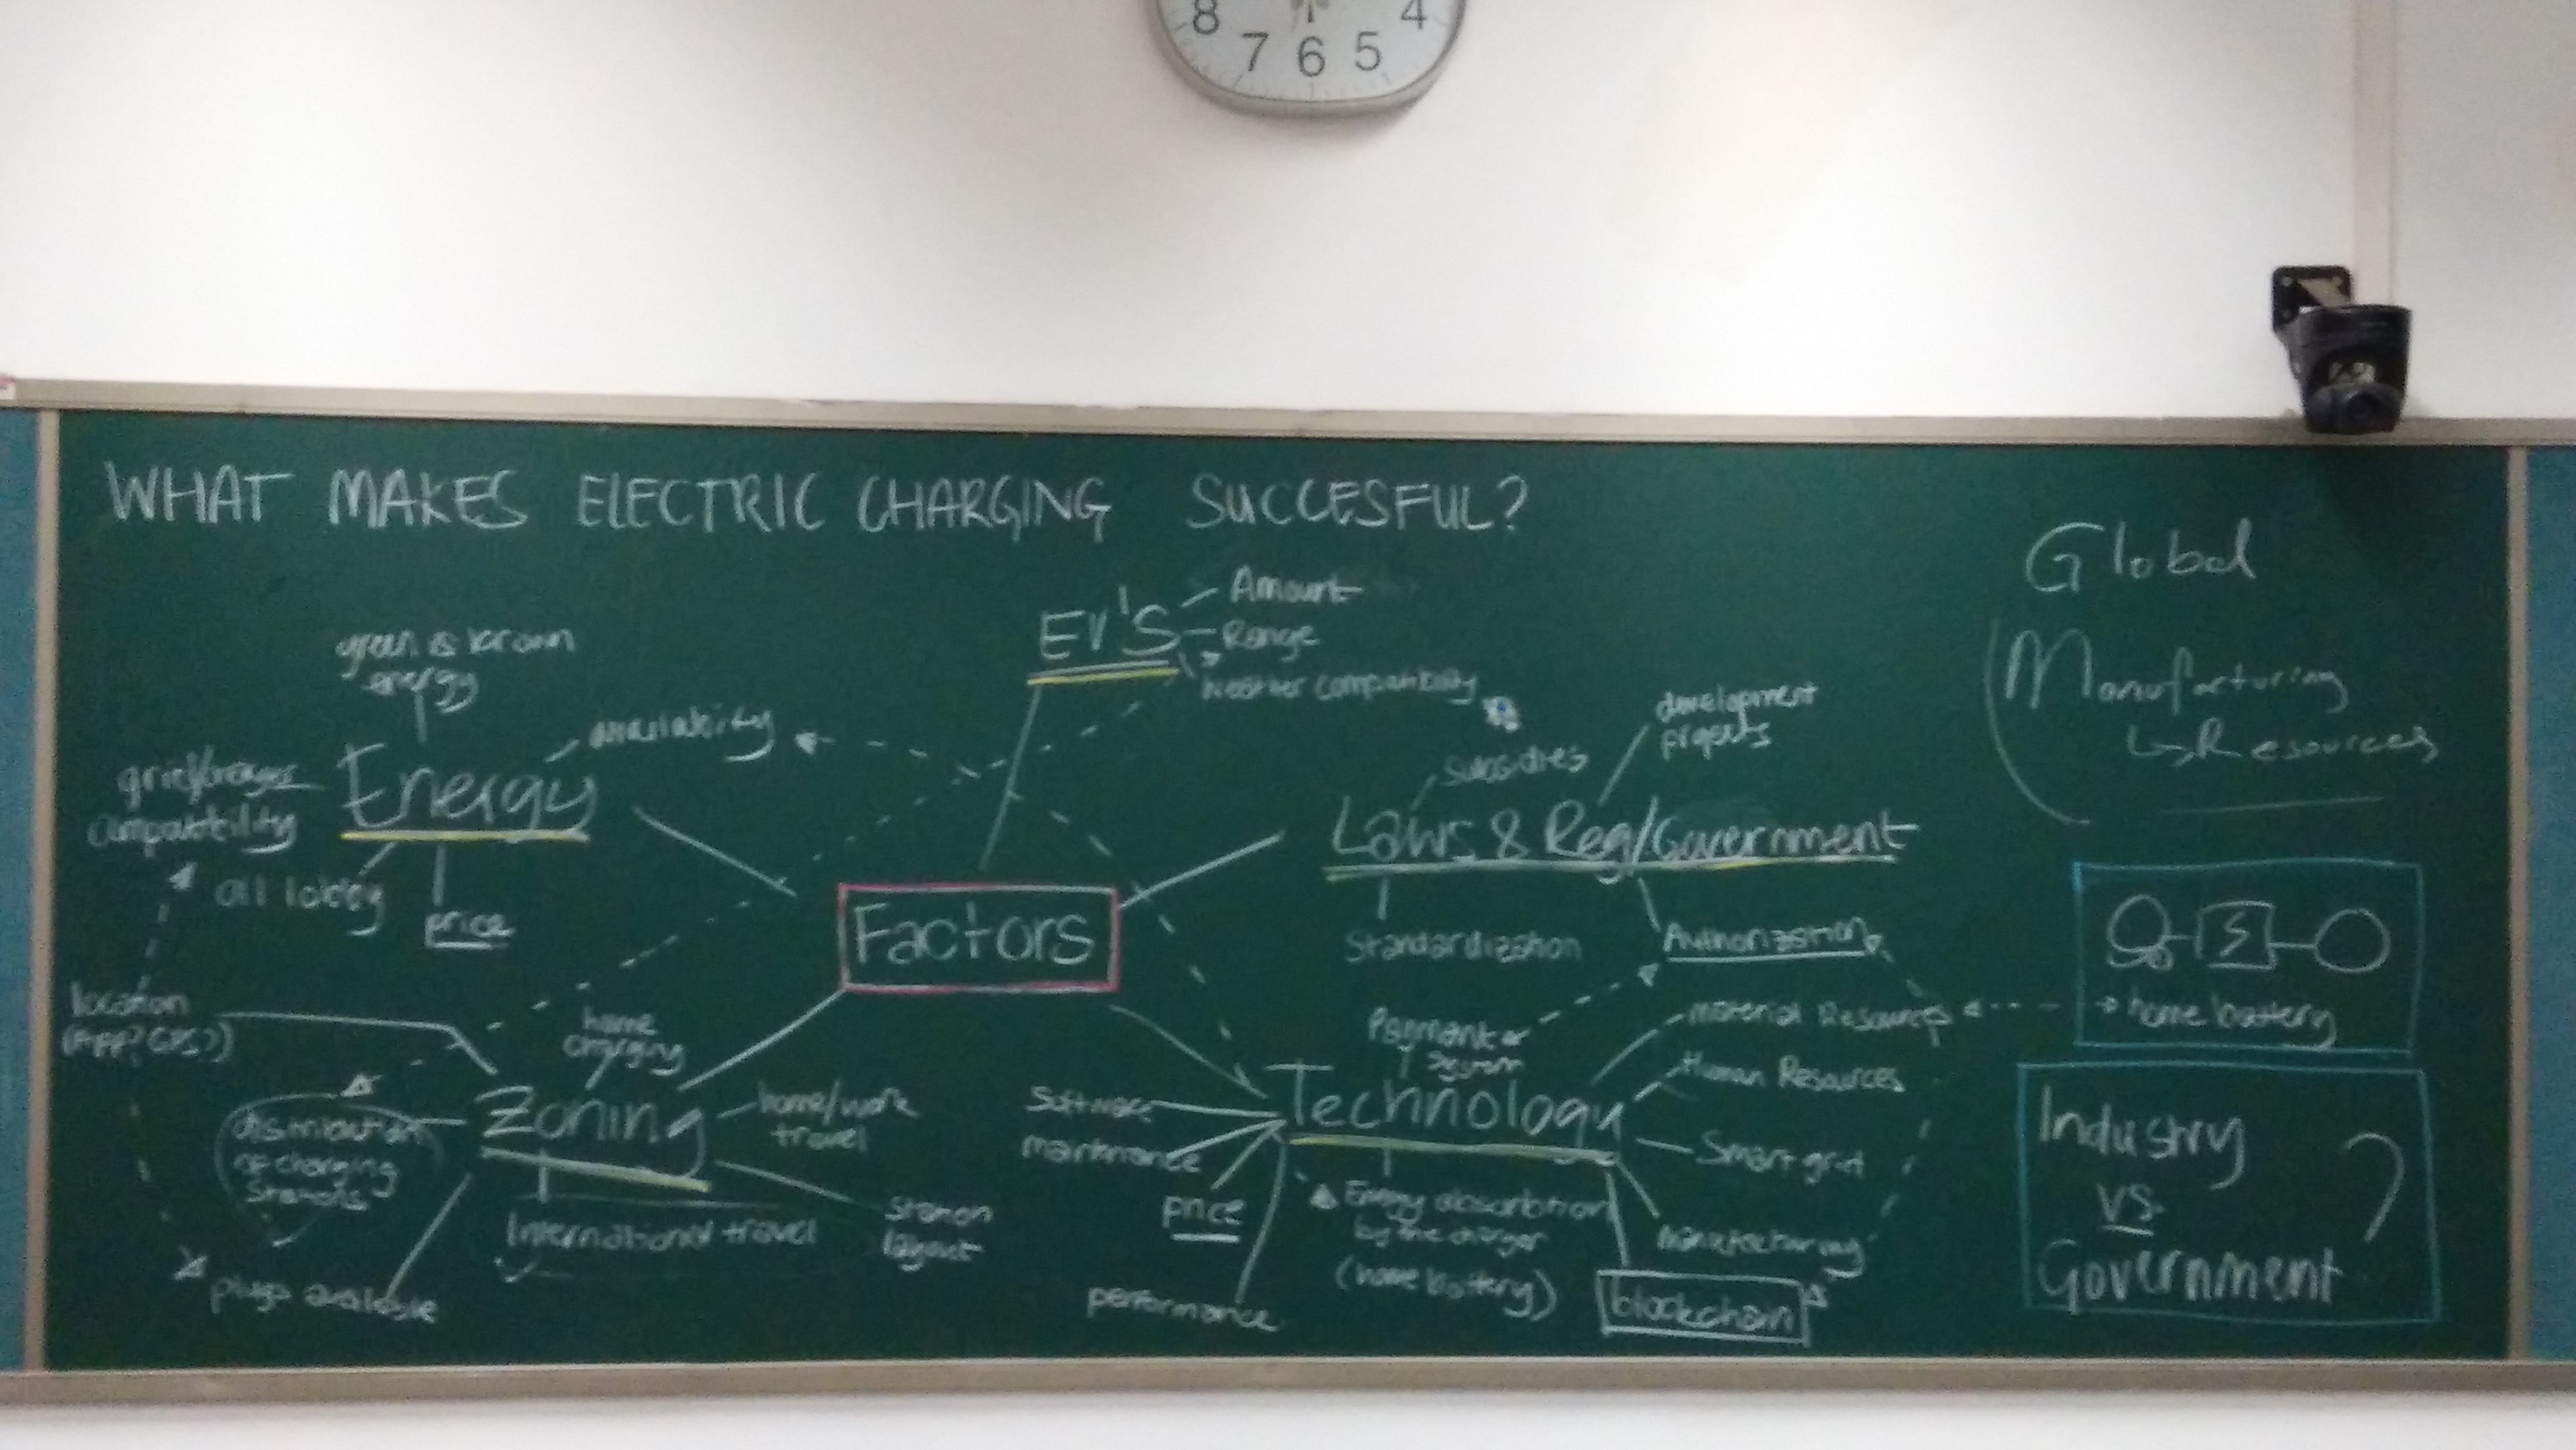 8 7 6 5 4
WHAT MAKES ELECTRIC CHARGING SUCCESFUL?
Global
Manufacturing
Resources
EV'S
Amount
Range
Weather compatibility
green is brown
energy
availability
Energy
compatibility
oil lobby
price
development
projects
subsidies
Laws & Reg/Government
Standardization
Authorization
Factors
location
(APP? GPS?)
home
charging
Zoning
home/work
travel
distribution
of charging
stations
International travel
station
layout
plugs available
Payment
system
Technology
material Resources
Human Resources
Smart grid
manufacturing
blockchain
Software
maintenance
price
performance
Energy absorbtion
by the charger
(home battery)
home battery
Industry
vs.
Government
?